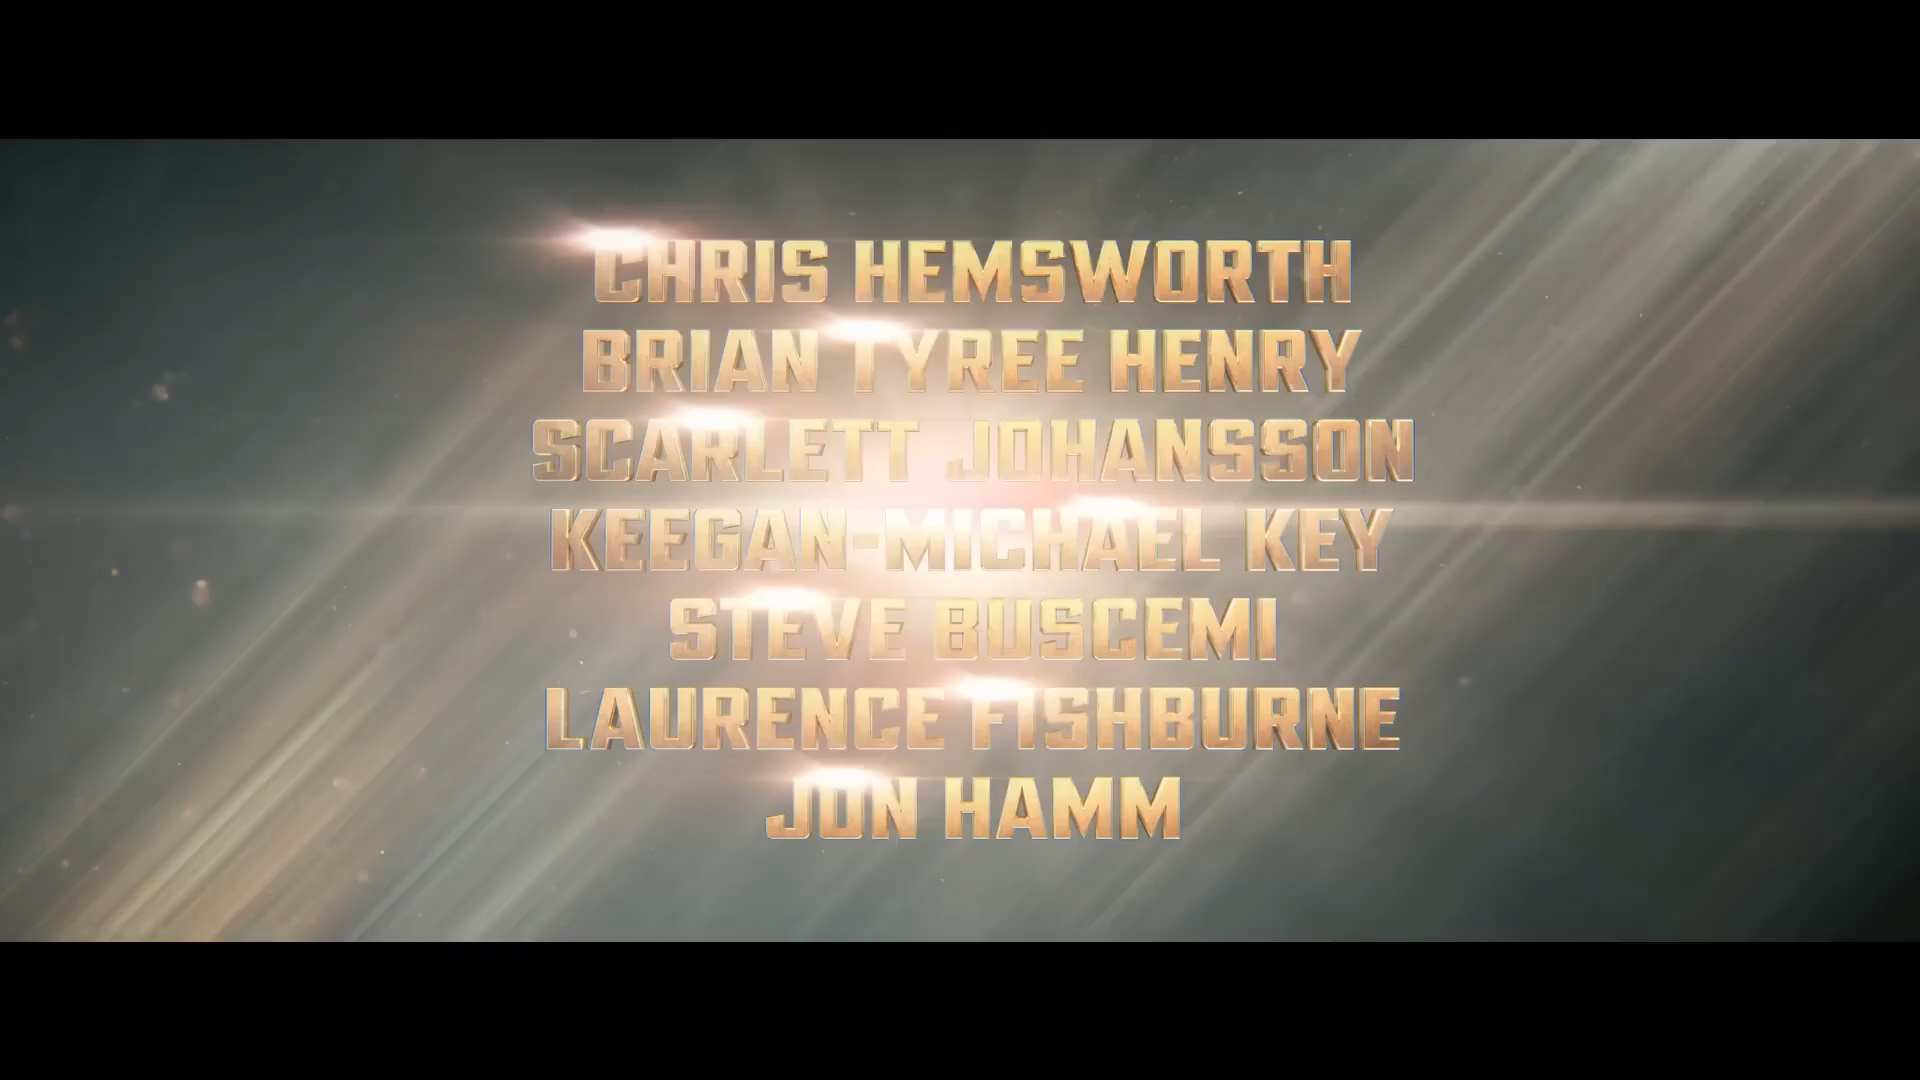 CHRIS HEMSWORTH
BRIAN TYREE HENRY
SCARLETT JOHANSSON
KEEGAN-MICHAEL KEY
STEVE BUSCEMI
LAURENCE FISHBURNE
JON HAMM